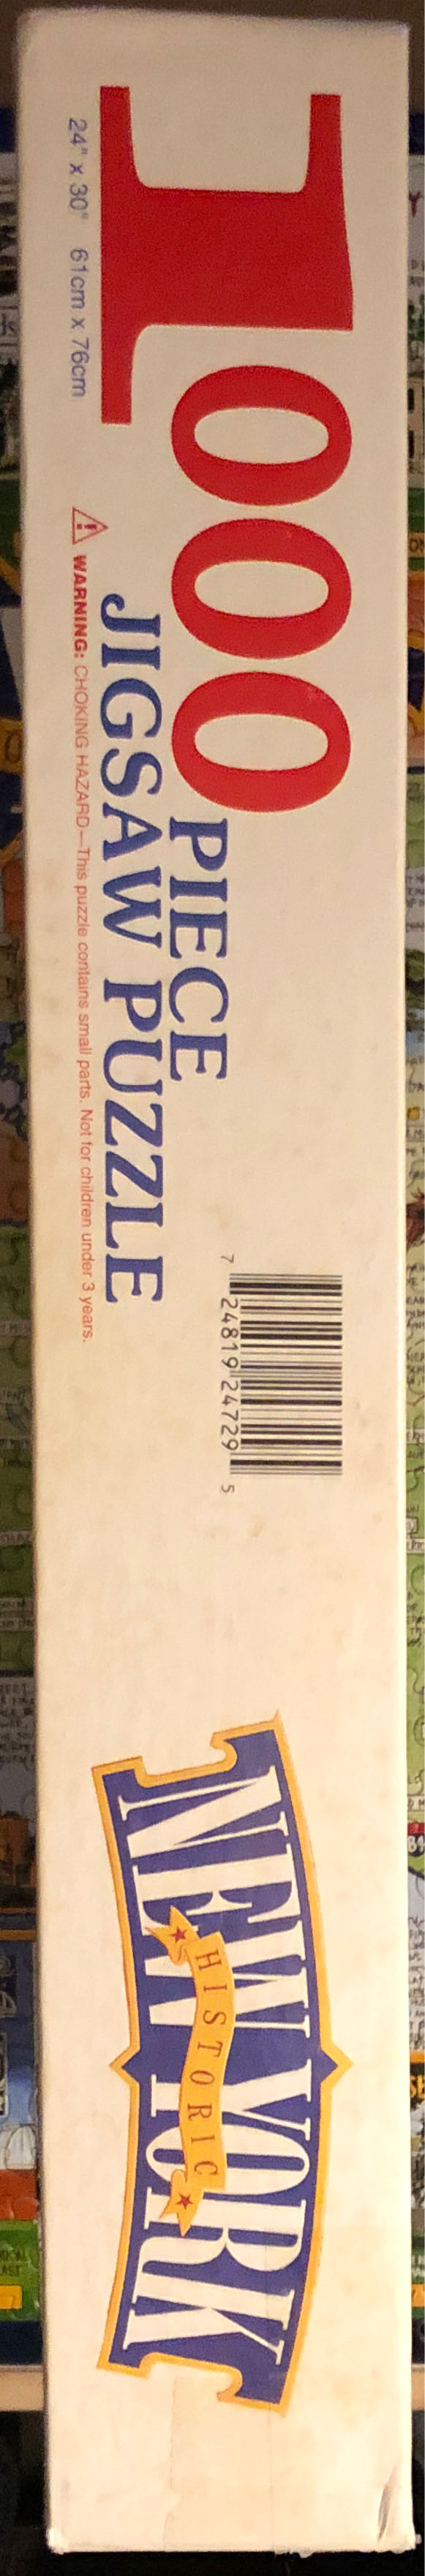 1000 PIECE
JIGSAW PUZZLE
24" x 30" 61cm x 76cm
WARNING: CHOKING HAZARD—This puzzle contains small parts. Not for children under 3 years.
7 24819 24729 5
NEW YORK
HISTORIC